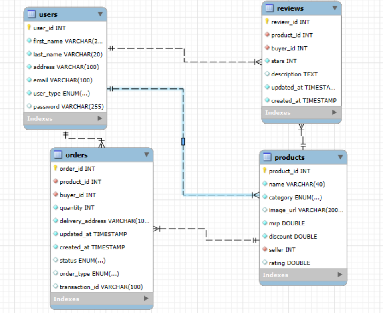 users
user_id INT
first_name VARCHAR(2...
last_name VARCHAR(20)
address VARCHAR(100)
email VARCHAR(100)
user_type ENUM(...)
password VARCHAR(255)
Indexes
reviews
review_id INT
product_id INT
buyer_id INT
stars INT
description TEXT
updated_at TIMESTA...
created_at TIMESTAMP
Indexes
orders
order_id INT
product_id INT
buyer_id INT
quantity INT
delivery_address VARCHAR(10...
updated_at TIMESTAMP
created_at TIMESTAMP
status ENUM(...)
order_type ENUM(...)
transaction_id VARCHAR(100)
Indexes
products
product_id INT
name VARCHAR(40)
category ENUM(...)
image_url VARCHAR(200...
mrp DOUBLE
discount DOUBLE
seller INT
rating DOUBLE
Indexes